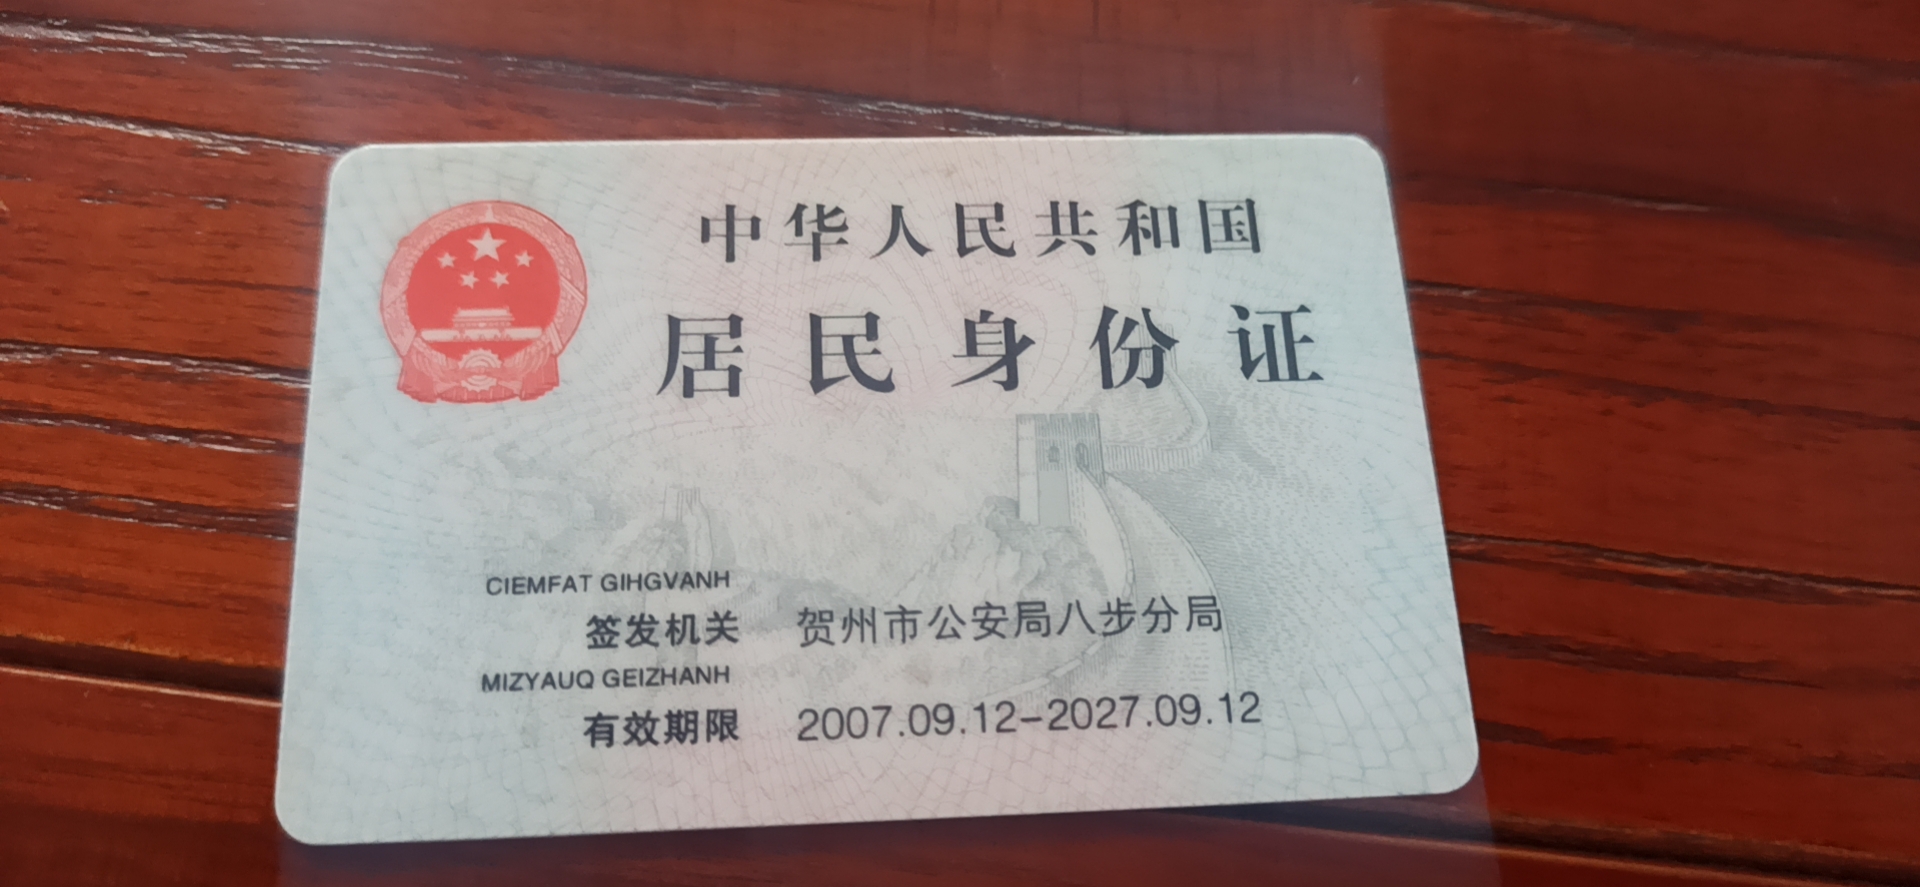 中华人民共和国
居民身份证
CIEMFAT GIHGVANH
签发机关 贺州市公安局八步分局
MIZYAUQ GEIZHANH
有效期限 2007.09.12-2027.09.12